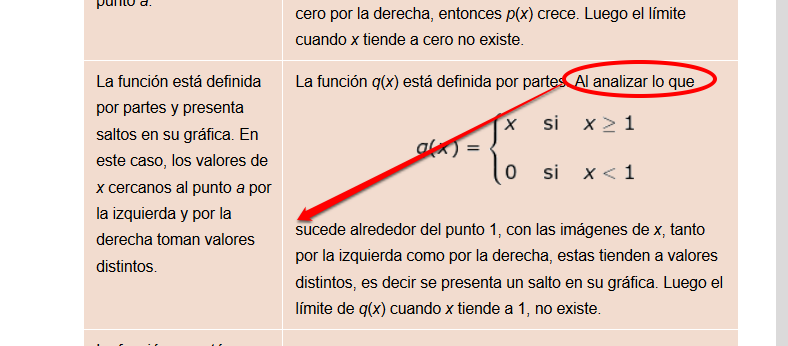 punto a.
cero por la derecha, entonces p(x) crece. Luego el límite
cuando x tiende a cero no existe.
La función está definida
por partes y presenta
saltos en su gráfica. En
este caso, los valores de
x cercanos al punto a por
la izquierda y por la
derecha toman valores
distintos.
La función q(x) está definida por partes. Al analizar lo que
x si x ≥ 1
q(x) =
0 si x < 1
sucede alrededor del punto 1, con las imágenes de x, tanto
por la izquierda como por la derecha, estas tienden a valores
distintos, es decir se presenta un salto en su gráfica. Luego el
límite de q(x) cuando x tiende a 1, no existe.